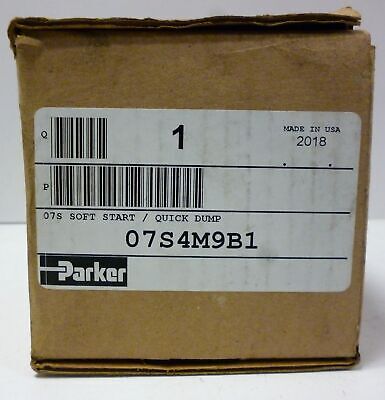 Q 1 MADE IN USA
2018
P
07S SOFT START / QUICK DUMP
07S4M9B1
Parker